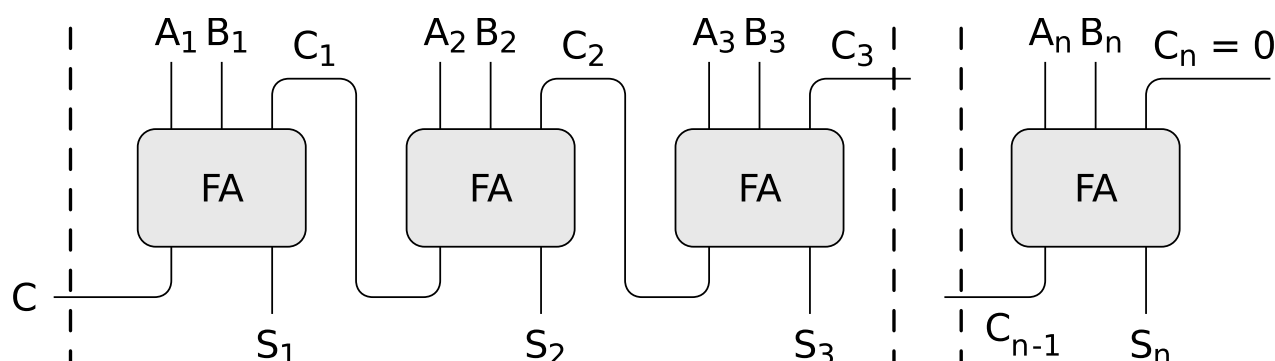 A₁ B₁ C₁ A₂ B₂ C₂ A₃ B₃ C₃ Aₙ Bₙ Cₙ = 0
FA FA FA FA
C Cₙ₋₁
S₁ S₂ S₃ Sₙ